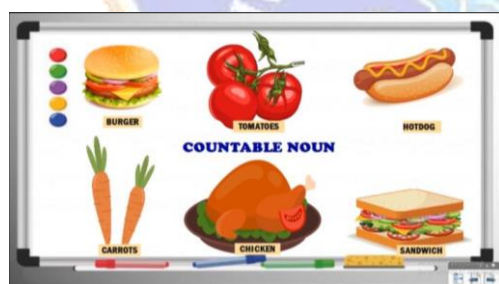 BURGER
TOMATOES
HOTDOG
COUNTABLE NOUN
CARROTS
CHICKEN
SANDWICH